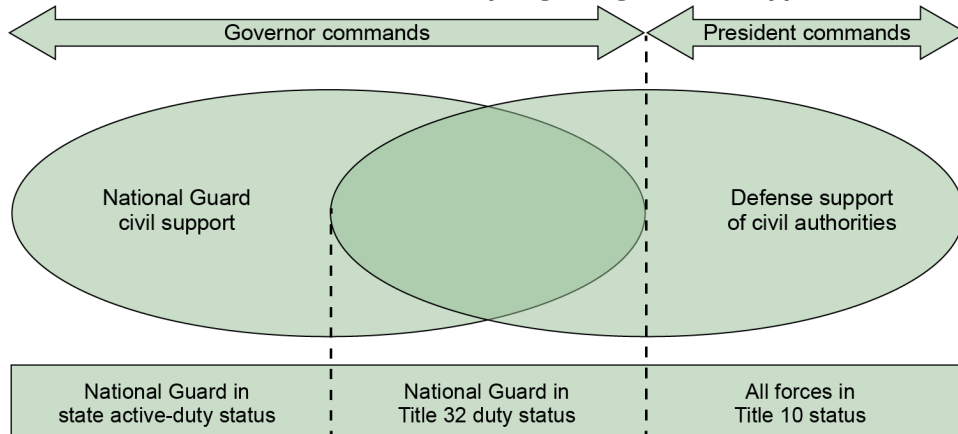 Governor commands
President commands
National Guard
civil support
Defense support
of civil authorities
National Guard in
state active-duty status
National Guard in
Title 32 duty status
All forces in
Title 10 status